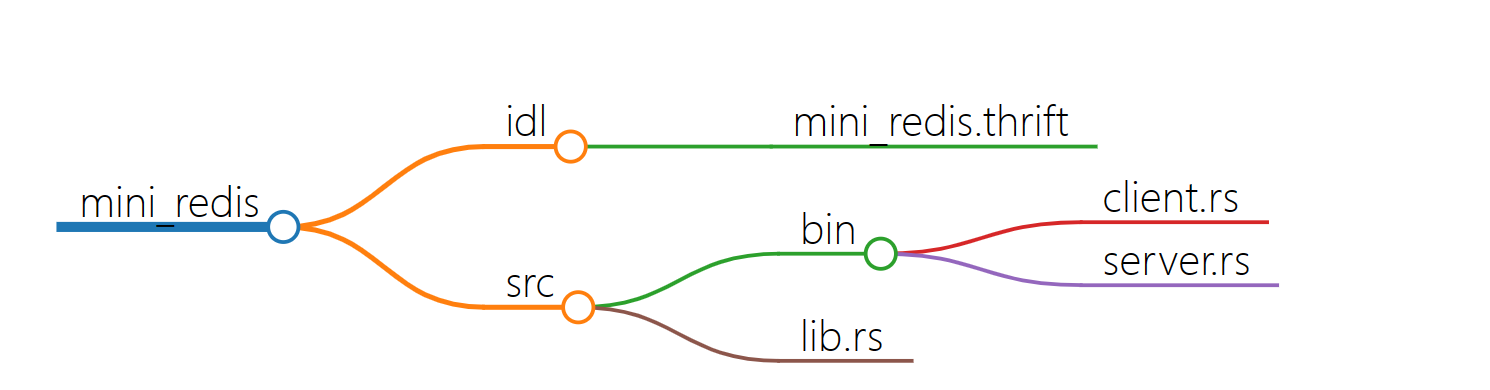 idl
mini_redis.thrift
mini_redis
client.rs
bin
server.rs
src
lib.rs